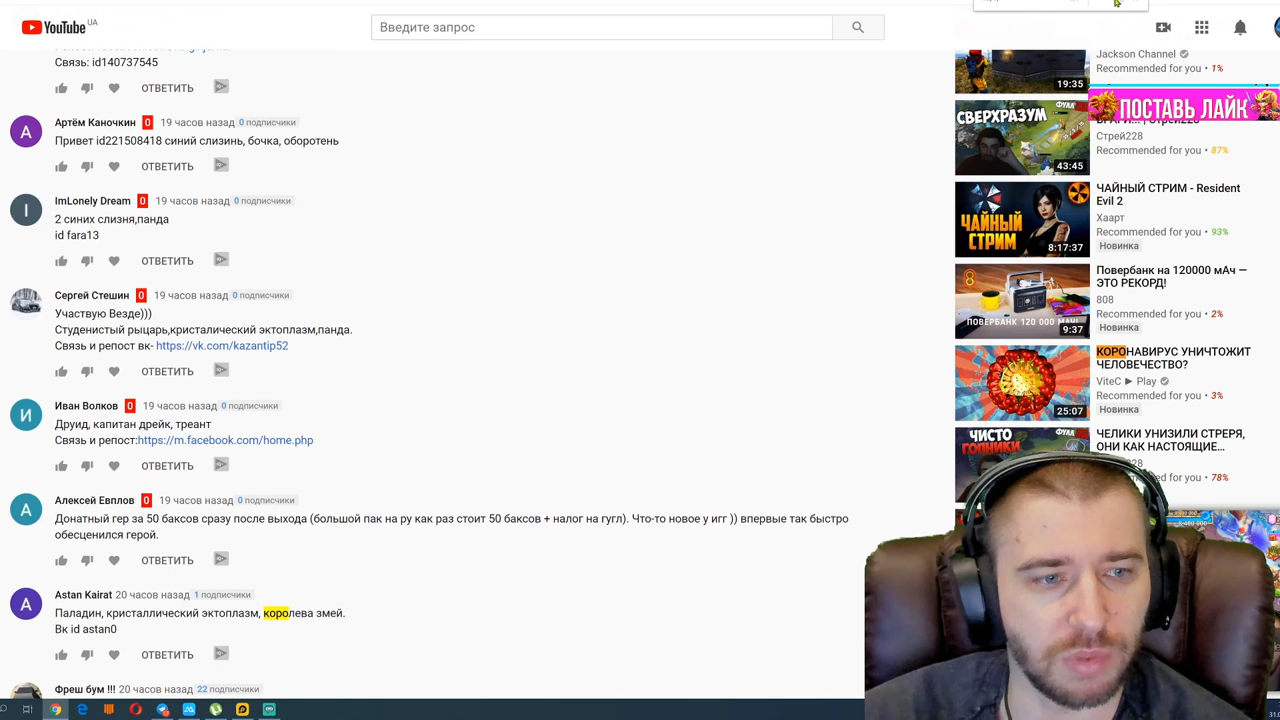 YouTube UA
Введите запрос
Связь: id140737545
ОТВЕТИТЬ
Артём Каночкин 0 19 часов назад 0 подписчики
Привет id221508418 синий слизинь, бочка, оборотень
ОТВЕТИТЬ
ImLonely Dream 0 19 часов назад 0 подписчики
2 синих слизня,панда
id fara13
ОТВЕТИТЬ
Сергей Стешин 0 19 часов назад 0 подписчики
Участвую Везде)))
Студенистый рыцарь,кристалический эктоплазм,панда.
Связь и репост вк- https://vk.com/kazantip52
ОТВЕТИТЬ
Иван Волков 0 19 часов назад 0 подписчики
Друид, капитан дрейк, треант
Связь и репост:https://m.facebook.com/home.php
ОТВЕТИТЬ
Алексей Евплов 0 19 часов назад 0 подписчики
Донатный гер за 50 баксов сразу после выхода (большой пак на ру как раз стоит 50 баксов + налог на гугл). Что-то новое у игг )) впервые так быстро
обесценился герой.
ОТВЕТИТЬ
Astan Kairat 20 часов назад 1 подписчики
Паладин, кристаллический эктоплазм, королева змей.
Вк id astan0
ОТВЕТИТЬ
Фреш бум !!! 20 часов назад 22 подписчики
Jackson Channel
Recommended for you • 1%
19:35
ПОСТАВЬ ЛАЙК
СВЕРХРАЗУМ
43:45
Стрей228
Recommended for you • 87%
ЧАЙНЫЙ
СТРИМ
8:17:37
ЧАЙНЫЙ СТРИМ - Resident
Evil 2
Хаарт
Recommended for you • 93%
Новинка
8
ПОВЕРБАНК 120 000 МАЧ!
9:37
Повербанк на 120000 мАч —
ЭТО РЕКОРД!
808
Recommended for you • 2%
Новинка
25:07
КОРОНАВИРУС УНИЧТОЖИТ
ЧЕЛОВЕЧЕСТВО?
ViteC ► Play
Recommended for you • 3%
Новинка
ЧИСТО
ГОПНИКИ
ЧЕЛИКИ УНИЗИЛИ СТРЕРЯ,
ОНИ КАК НАСТОЯЩИЕ...
228
for you • 78%